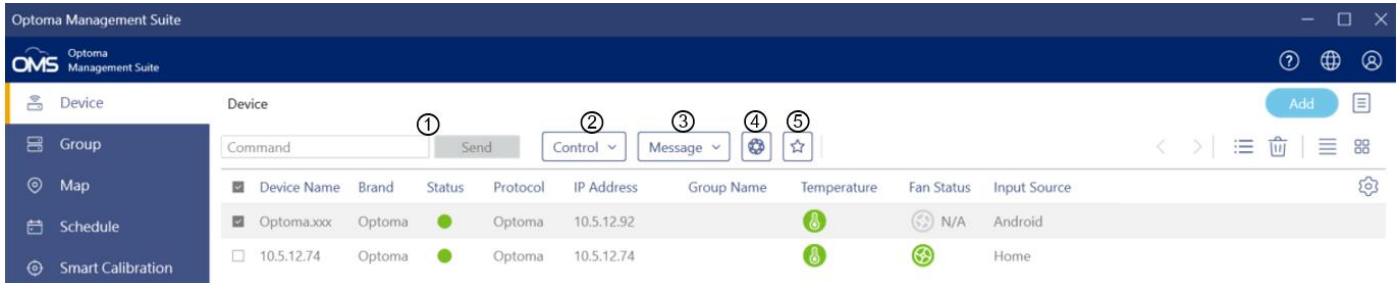 Optoma Management Suite
OMS Optoma
Management Suite
Device
Device
Add
①
②
③
④
⑤
Group
Command
Send
Control
Message
Map
Device Name Brand Status Protocol IP Address Group Name Temperature Fan Status Input Source
Schedule
Optoma.xxx Optoma Optoma 10.5.12.92 N/A Android
Smart Calibration
10.5.12.74 Optoma Optoma 10.5.12.74 Home